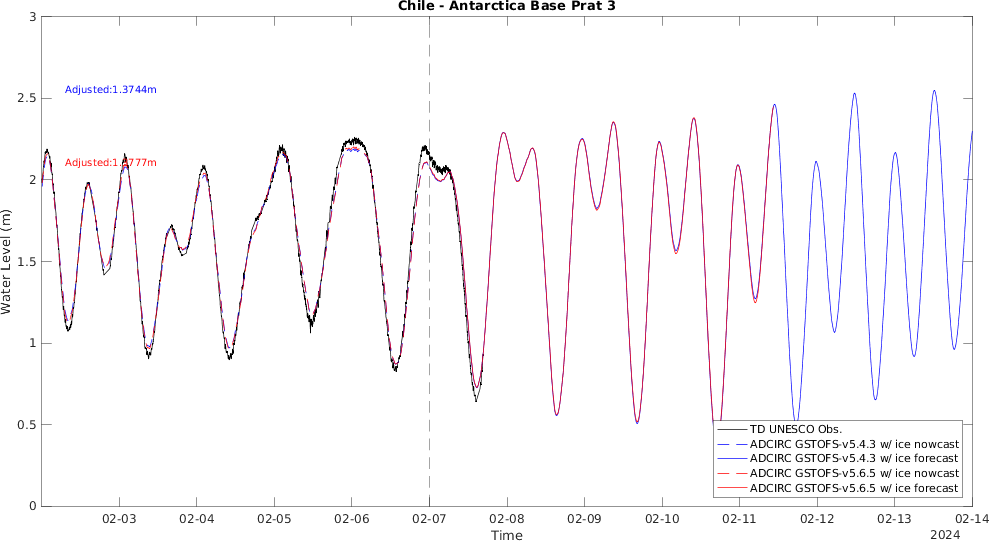 Chile - Antarctica Base Prat 3
Water Level (m)
3
2.5
2
1.5
1
0.5
0
Adjusted:1.3744m
TD UNESCO Obs.
ADCIRC GSTOFS-v5.4.3 w/ ice nowcast
ADCIRC GSTOFS-v5.4.3 w/ ice forecast
ADCIRC GSTOFS-v5.6.5 w/ ice nowcast
ADCIRC GSTOFS-v5.6.5 w/ ice forecast
02-03 02-04 02-05 02-06 02-07 02-08 02-09 02-10 02-11 02-12 02-13 02-14
Time
2024